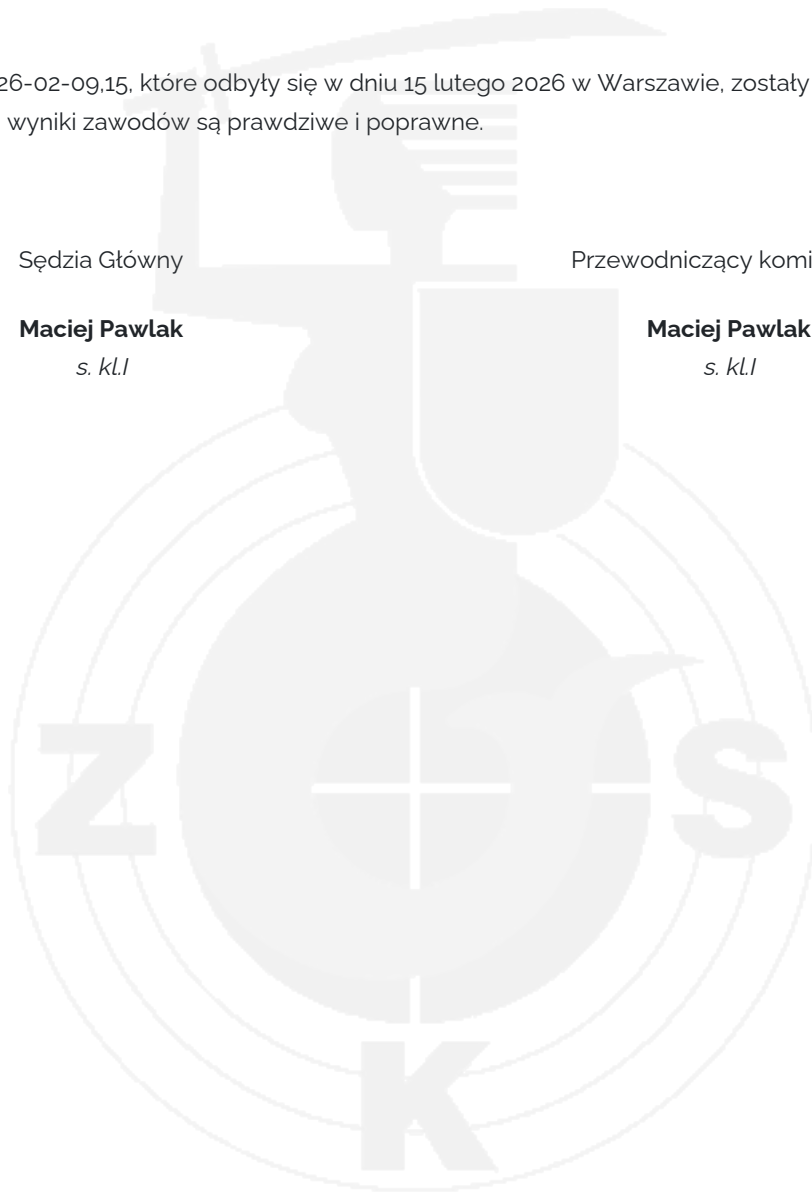 26-02-09,15, które odbyły się w dniu 15 lutego 2026 w Warszawie, zostały
wyniki zawodów są prawdziwe i poprawne.
Sędzia Główny
Przewodniczący komi
Maciej Pawlak
Maciej Pawlak
s. kl.I
s. kl.I
Z
S
K